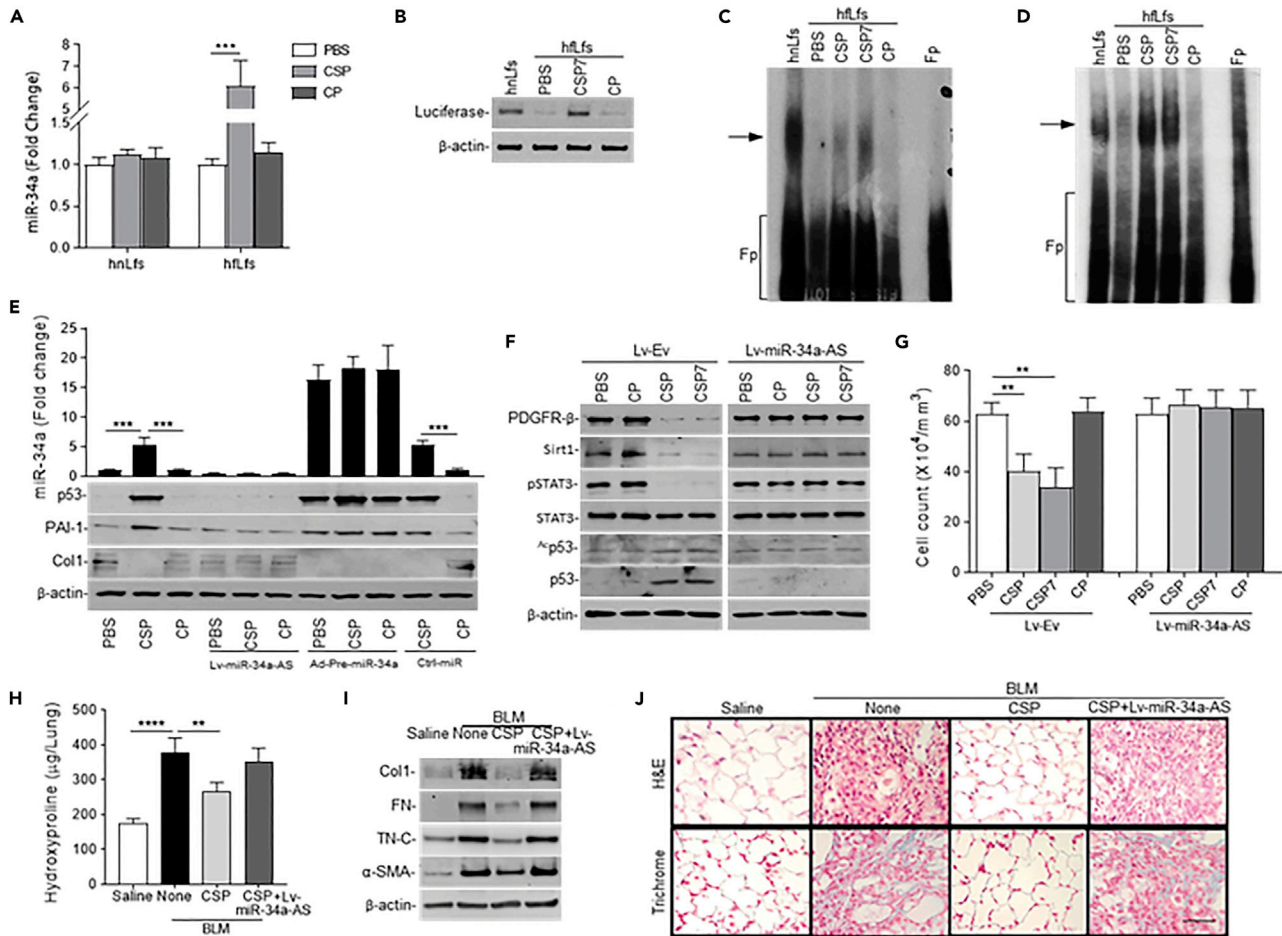 A
miR-34a (Fold Change)
8
7
6
5
1.0
0.5
0.0
***
PBS
CSP
CP
hnLfs
hfLfs
B
hfLfs
hnLfs
PBS
CSP7
CP
Luciferase-
β-actin-
C
hfLfs
hnLfs
PBS
CSP
CSP7
CP
Fp
Fp
D
hfLfs
hnLfs
PBS
CSP
CSP7
CP
Fp
Fp
E
miR-34a (Fold change)
25
20
15
10
5
0
*** ***
***
p53-
PAI-1-
Col1-
β-actin-
PBS
CSP
CP
PBS
CSP
CP
PBS
CSP
CP
CSP
CP
Lv-miR-34a-AS
Ad-Pre-miR-34a
Ctrl-miR
F
Lv-Ev
Lv-miR-34a-AS
PBS
CP
CSP
CSP7
PBS
CP
CSP
CSP7
PDGFR-β-
Sirt1-
pSTAT3-
STAT3-
Acp53-
p53-
β-actin-
G
Cell count (X 10⁴/m m³)
80
60
40
20
0
**
**
PBS
CSP
CSP7
CP
PBS
CSP
CSP7
CP
Lv-Ev
Lv-miR-34a-AS
H
Hydroxyproline (µg/Lung)
500
400
300
200
100
0
**** **
Saline
None
CSP
CSP+Lv-
miR-34a-AS
BLM
I
BLM
Saline None CSP CSP+Lv-
miR-34a-AS
Col1-
FN-
TN-C-
α-SMA-
β-actin-
J
BLM
Saline
None
CSP
CSP+Lv-miR-34a-AS
H&E
Trichrome